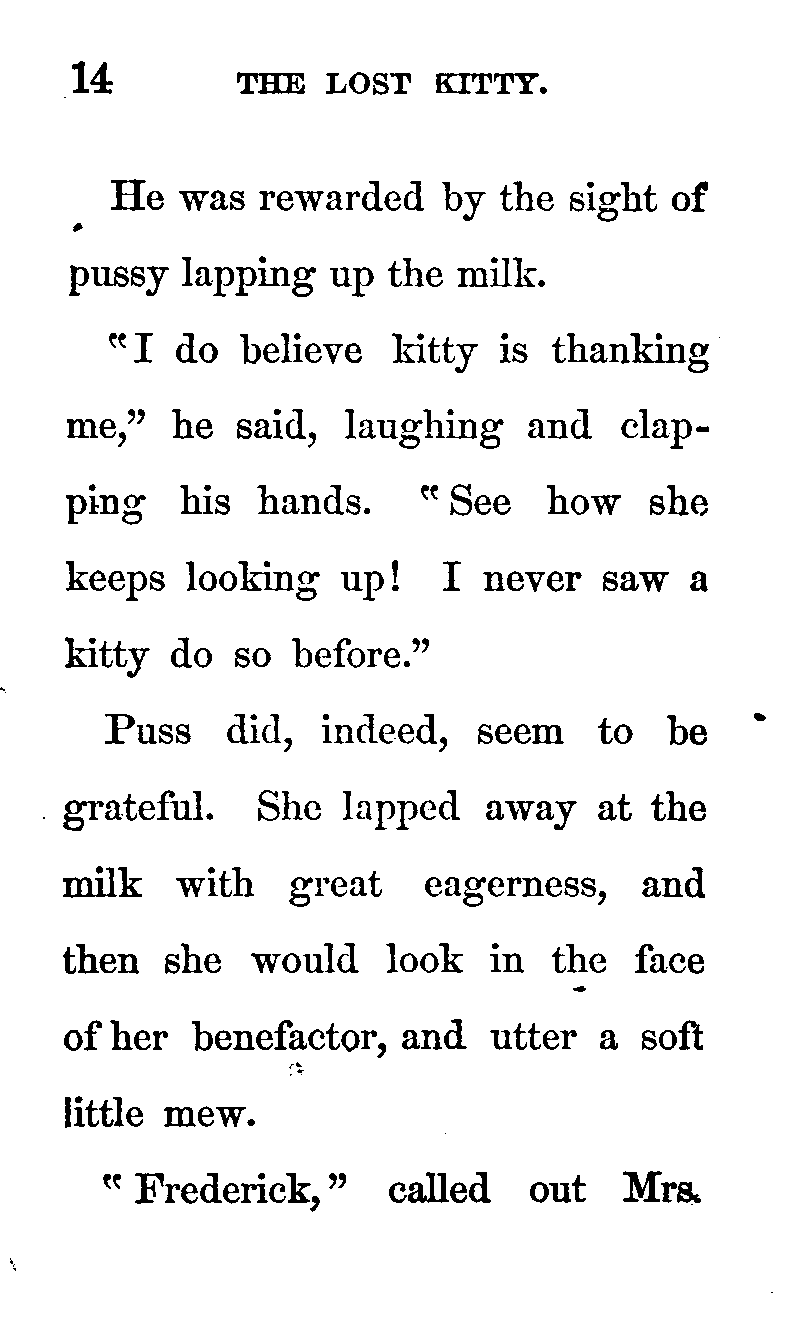 14 THE LOST KITTY.
He was rewarded by the sight of
pussy lapping up the milk.
"I do believe kitty is thanking
me," he said, laughing and clap-
ping his hands. "See how she
keeps looking up! I never saw a
kitty do so before."
Puss did, indeed, seem to be
grateful. She lapped away at the
milk with great eagerness, and
then she would look in the face
of her benefactor, and utter a soft
little mew.
"Frederick," called out Mrs.